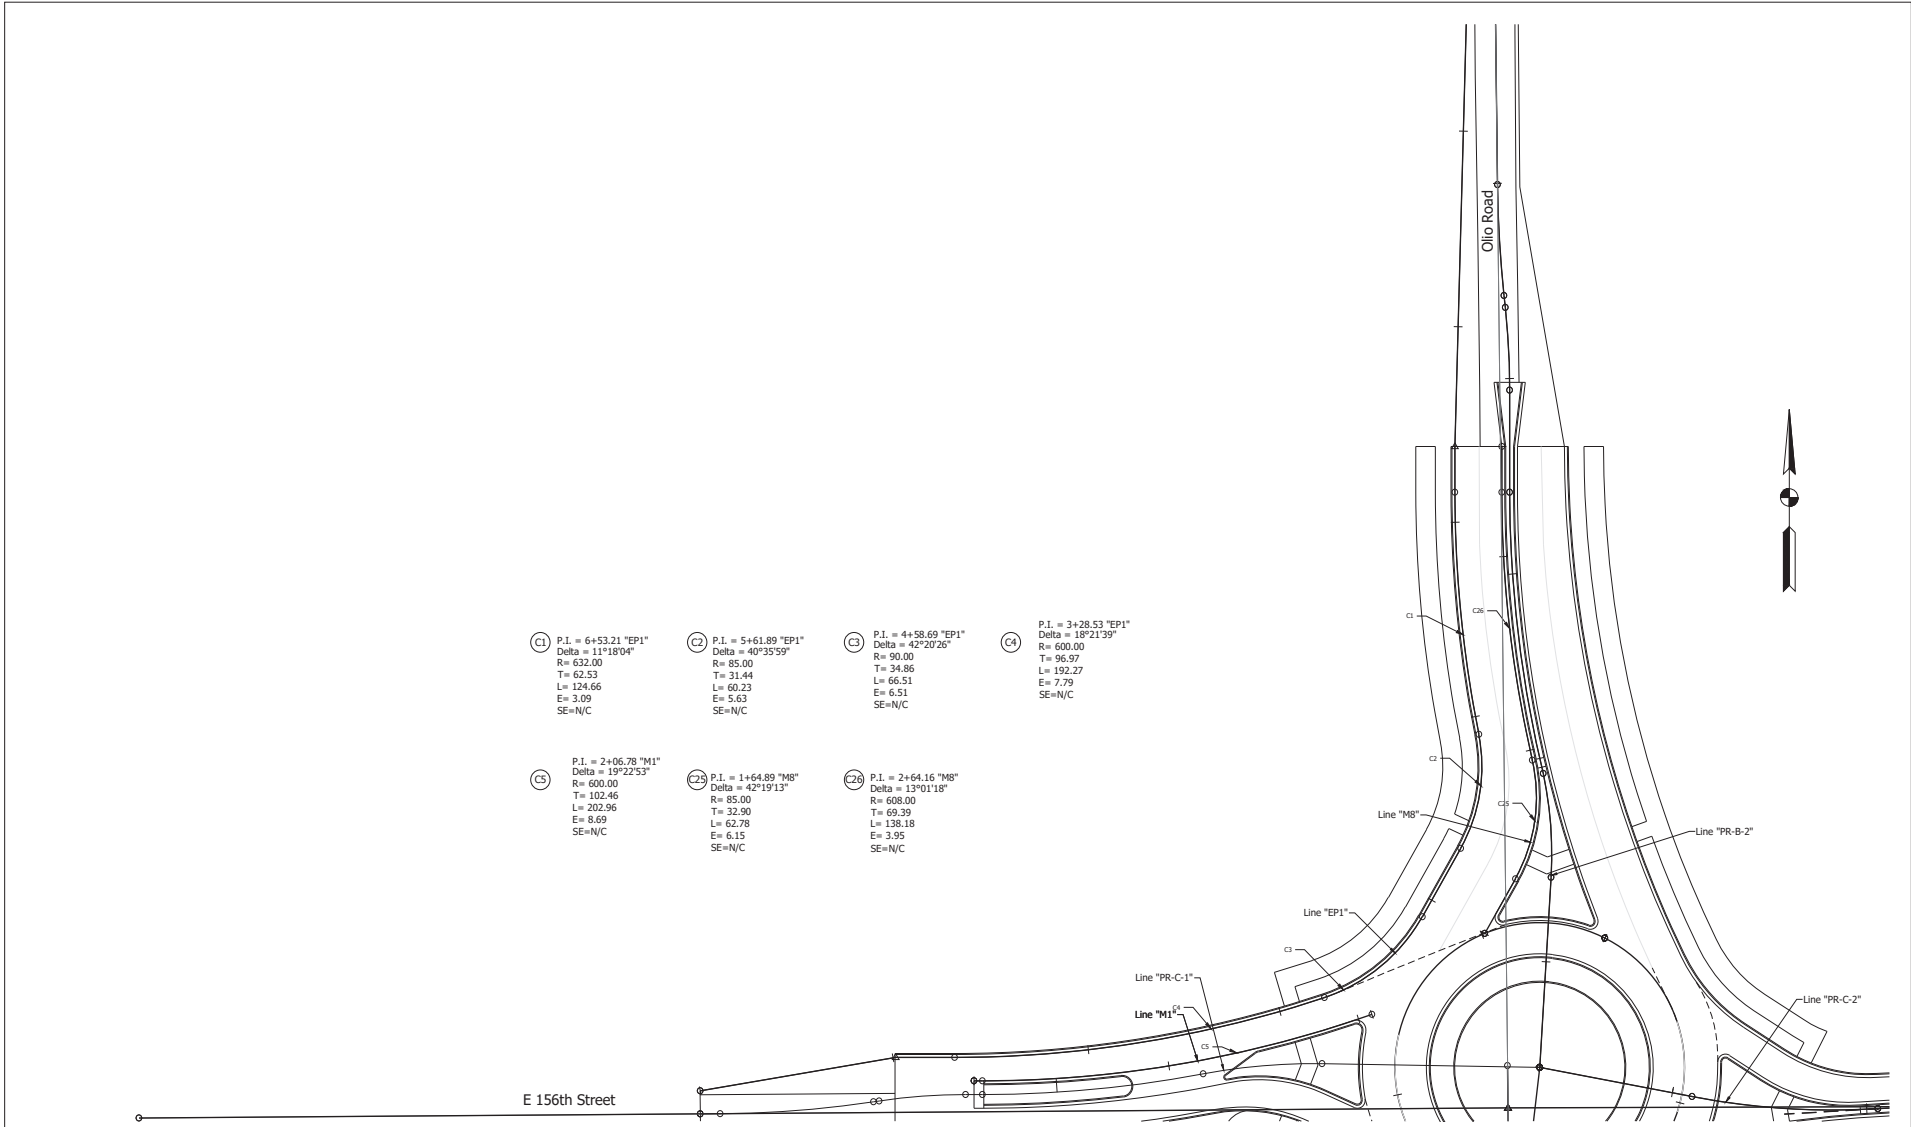 Olio Road
C1
P.I. = 6+53.21 "EP1"
Delta = 11°18'04"
R= 632.00
T= 62.53
L= 124.66
E= 3.09
SE=N/C
C2
P.I. = 5+61.89 "EP1"
Delta = 40°35'59"
R= 85.00
T= 31.44
L= 60.23
E= 5.63
SE=N/C
C3
P.I. = 4+58.69 "EP1"
Delta = 42°20'26"
R= 90.00
T= 34.86
L= 66.51
E= 6.51
SE=N/C
C4
P.I. = 3+28.53 "EP1"
Delta = 18°21'39"
R= 600.00
T= 96.97
L= 192.27
E= 7.79
SE=N/C
C5
P.I. = 2+06.78 "M1"
Delta = 19°22'53"
R= 600.00
T= 102.46
L= 202.96
E= 8.69
SE=N/C
C25
P.I. = 1+64.89 "M8"
Delta = 42°19'13"
R= 85.00
T= 32.90
L= 62.78
E= 6.15
SE=N/C
C26
P.I. = 2+64.16 "M8"
Delta = 13°01'18"
R= 608.00
T= 69.39
L= 138.18
E= 3.95
SE=N/C
C1
C26
C2
C25
Line "M8"
Line "PR-B-2"
Line "EP1"
C3
Line "PR-C-1"
Line "PR-C-2"
C4
Line "M1"
C5
E 156th Street